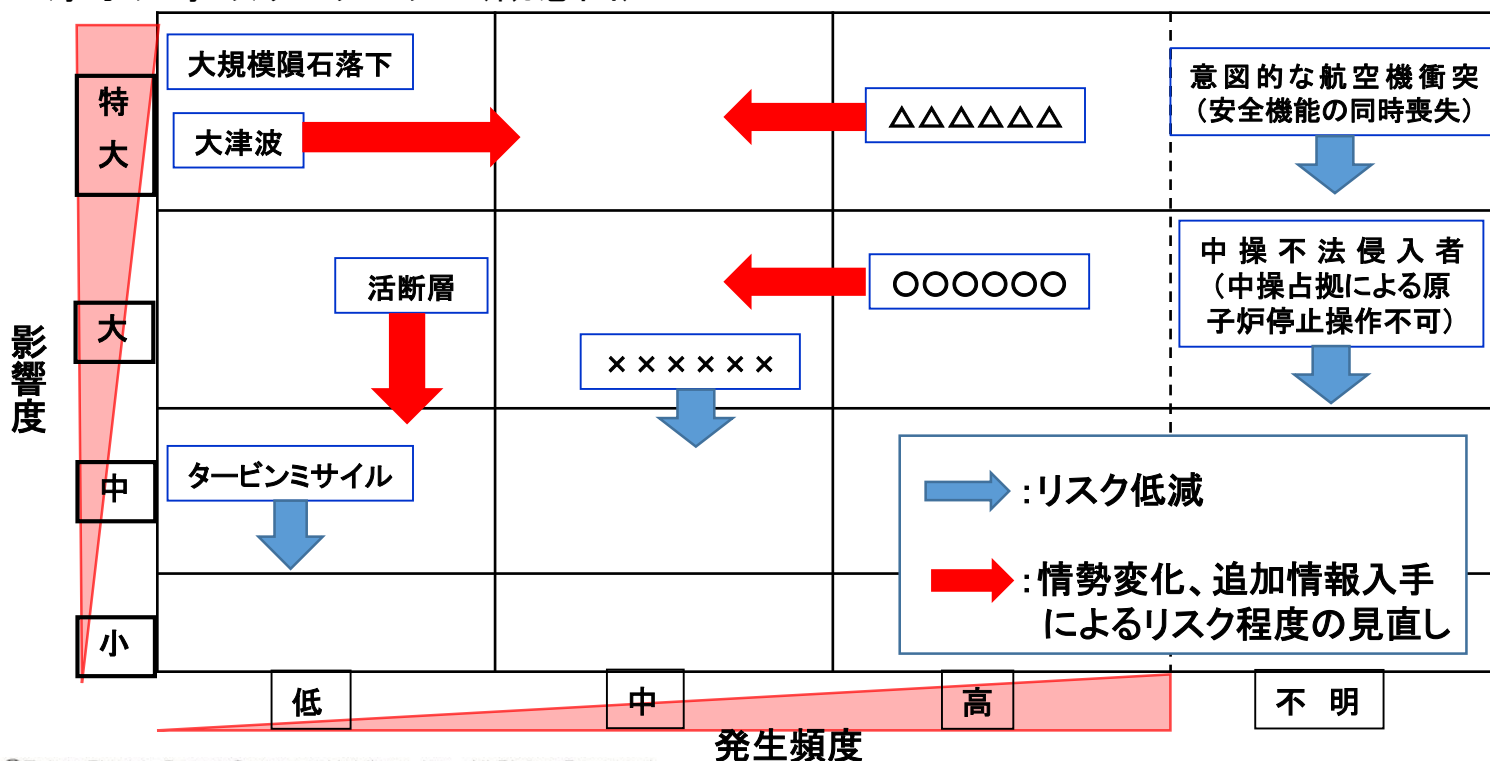 大規模隕石落下
大津波
△△△△△△
意図的な航空機衝突
（安全機能の同時喪失）
特
大
活断層
○○○○○○
中操不法侵入者
（中操占拠による原
子炉停止操作不可）
影響度
大
××××××
タービンミサイル
中
：リスク低減
：情勢変化、追加情報入手
によるリスク程度の見直し
小
低
中
高
不 明
発生頻度